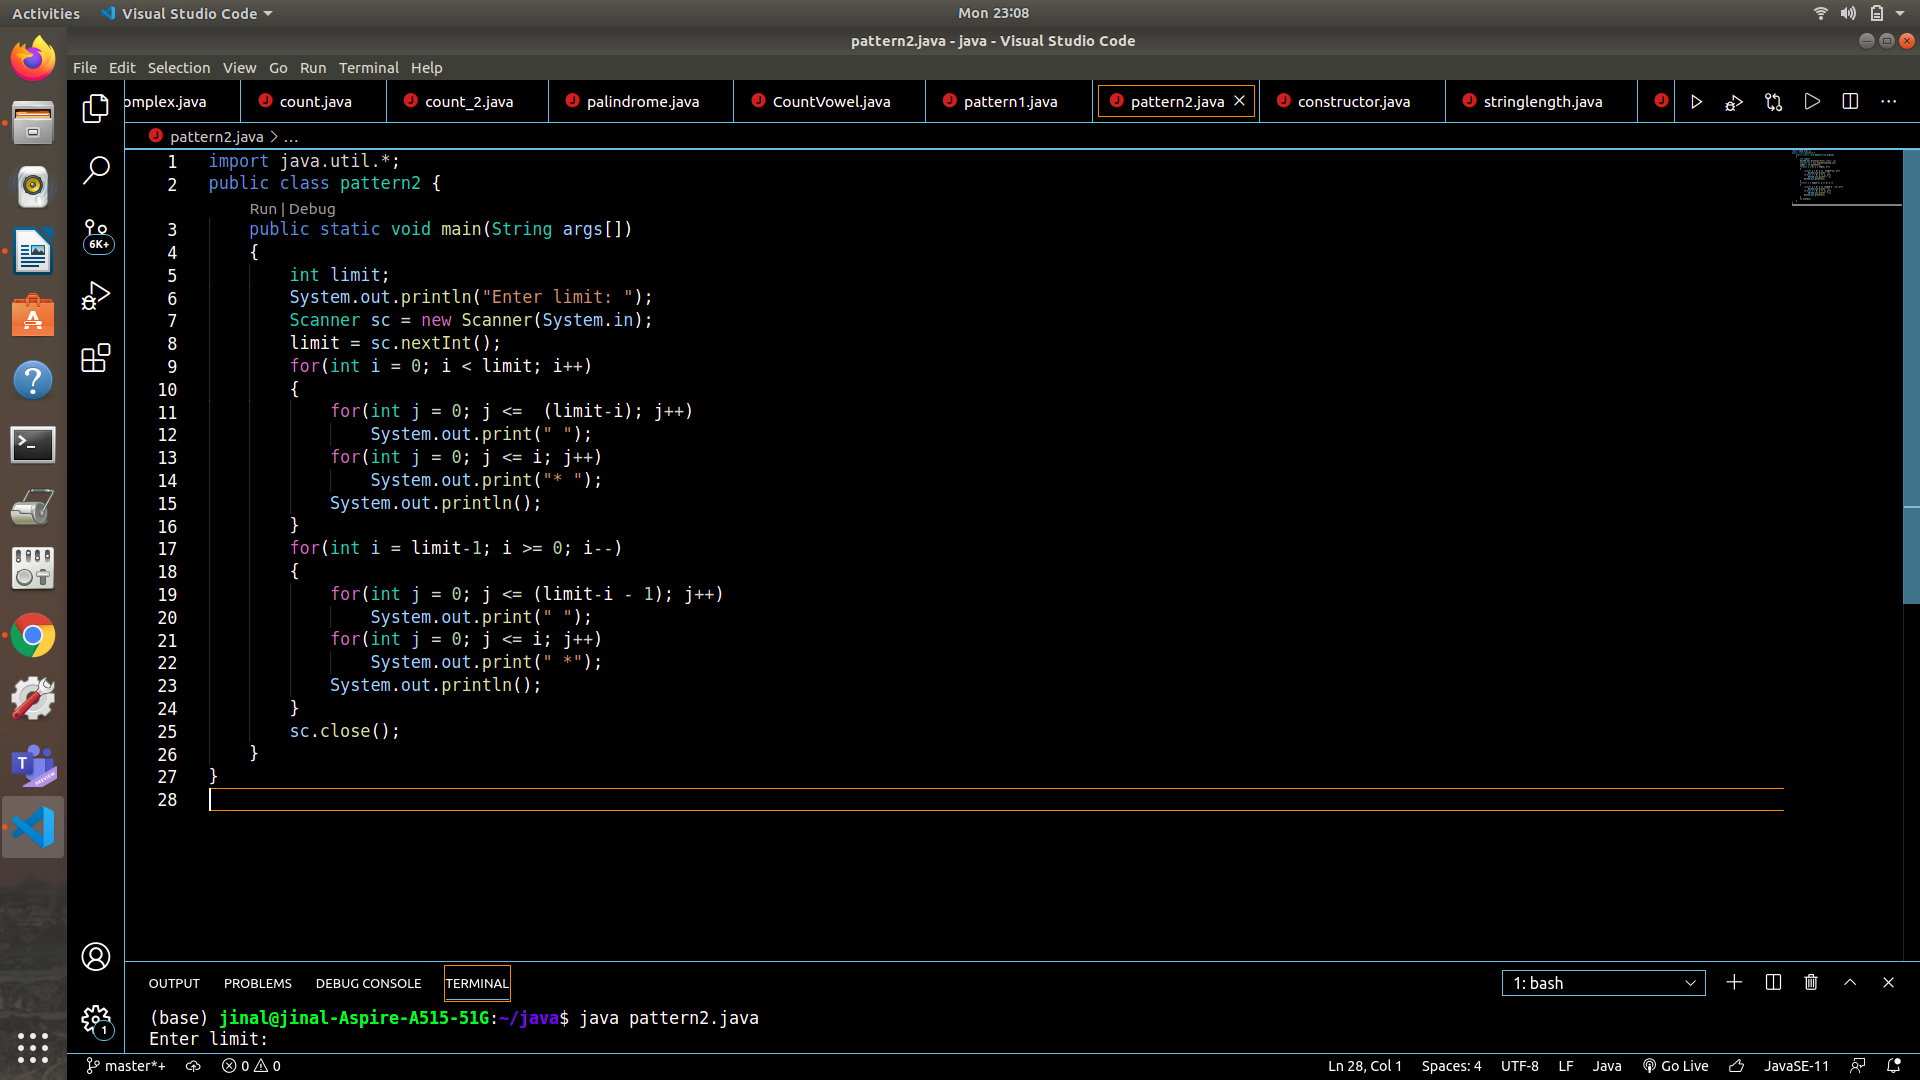 Activities Visual Studio Code Mon 23:08
pattern2.java - java - Visual Studio Code
File Edit Selection View Go Run Terminal Help
omplex.java count.java count_2.java palindrome.java CountVowel.java pattern1.java pattern2.java constructor.java stringlength.java
pattern2.java > ...
6K+
1 import java.util.*;
2 public class pattern2 {
Run | Debug
3 public static void main(String args[])
4 {
5 int limit;
6 System.out.println("Enter limit: ");
7 Scanner sc = new Scanner(System.in);
8 limit = sc.nextInt();
9 for(int i = 0; i < limit; i++)
10 {
11 for(int j = 0; j <=  (limit-i); j++)
12 System.out.print(" ");
13 for(int j = 0; j <= i; j++)
14 System.out.print("* ");
15 System.out.println();
16 }
17 for(int i = limit-1; i >= 0; i--)
18 {
19 for(int j = 0; j <= (limit-i - 1); j++)
20 System.out.print(" ");
21 for(int j = 0; j <= i; j++)
22 System.out.print(" *");
23 System.out.println();
24 }
25 sc.close();
26 }
27 }
28
OUTPUT PROBLEMS DEBUG CONSOLE TERMINAL 1: bash
(base) jinal@jinal-Aspire-A515-51G:~/java$ java pattern2.java
Enter limit:
1
master*+ 0 0 Ln 28, Col 1 Spaces: 4 UTF-8 LF Java Go Live JavaSE-11